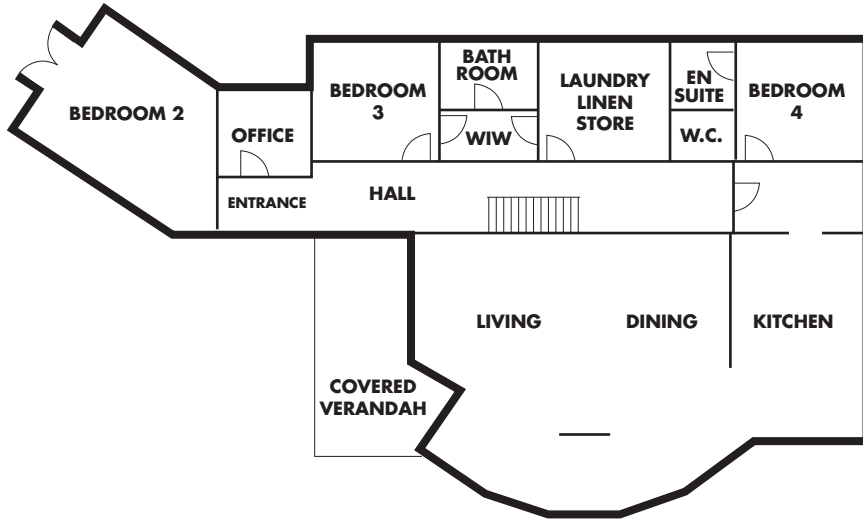 BEDROOM 2
OFFICE
ENTRANCE
BEDROOM
3
BATH
ROOM
WIW
LAUNDRY
LINEN
STORE
EN
SUITE
W.C.
BEDROOM
4
HALL
LIVING
DINING
KITCHEN
COVERED
VERANDAH